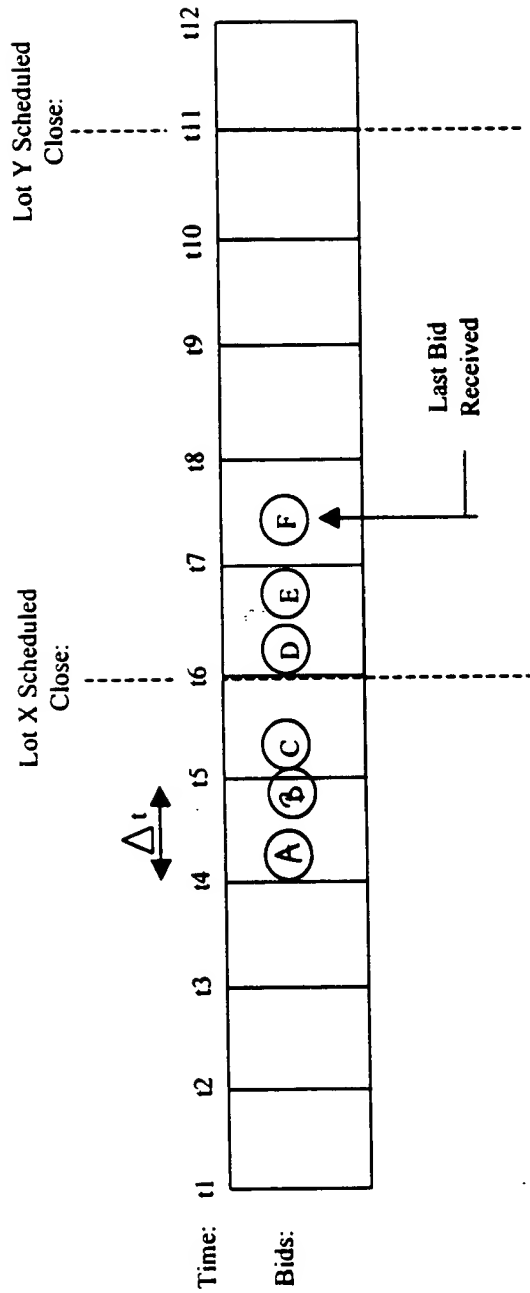 Lot X Scheduled
Close:
Lot Y Scheduled
Close:
Δt
Time: t1 t2 t3 t4 t5 t6 t7 t8 t9 t10 t11 t12
Bids: A B C D E F
Last Bid
Received